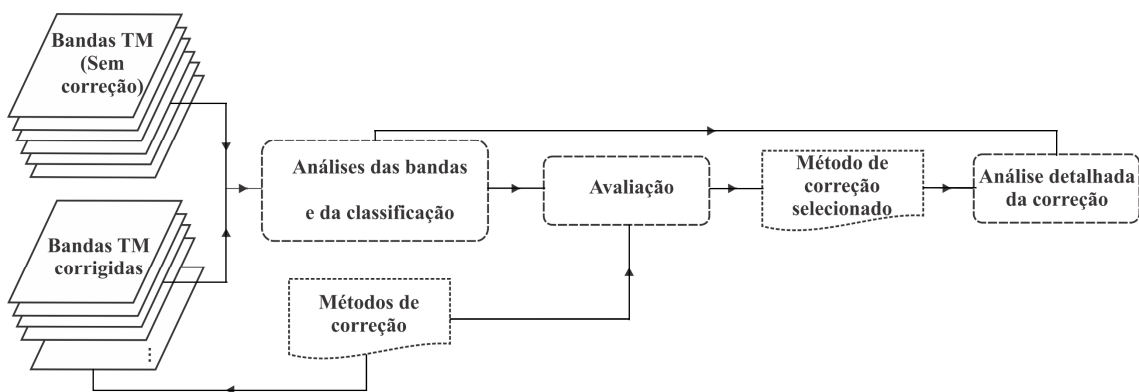 Bandas TM
(Sem
correção)
Análises das bandas
e da classificação
Avaliação
Método de
correção
selecionado
Análise detalhada
da correção
Bandas TM
corrigidas
Métodos de
correção